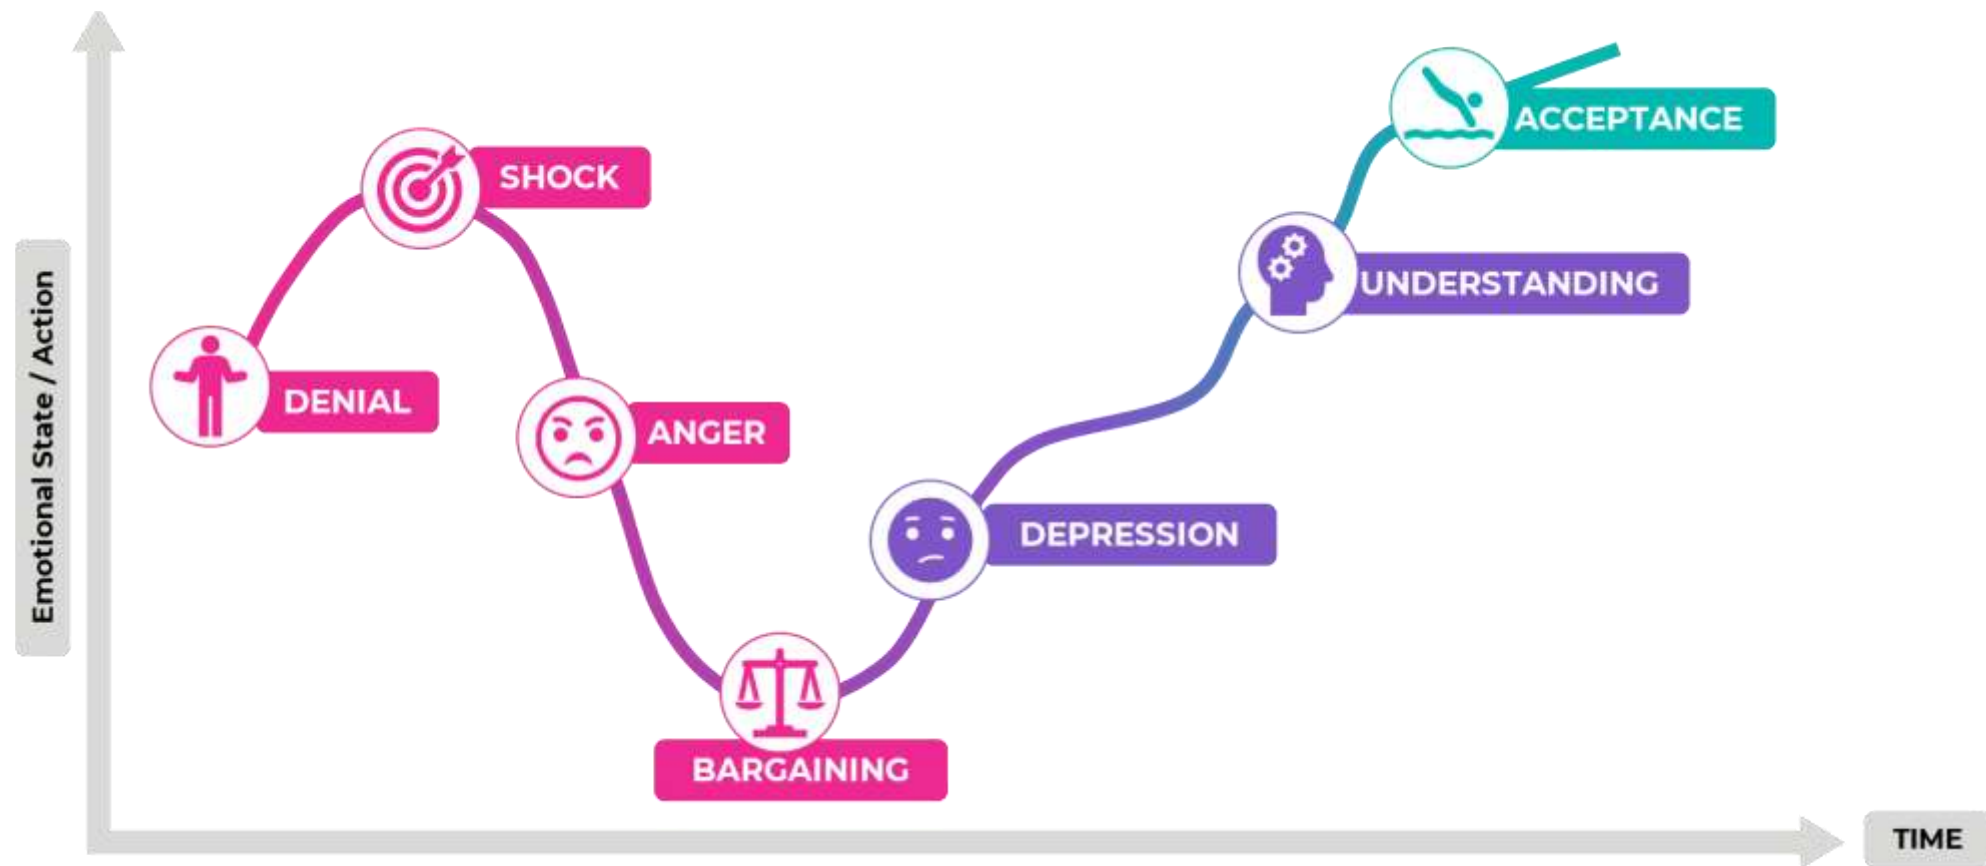 Emotional State / Action
DENIAL
SHOCK
ANGER
BARGAINING
DEPRESSION
UNDERSTANDING
ACCEPTANCE
TIME